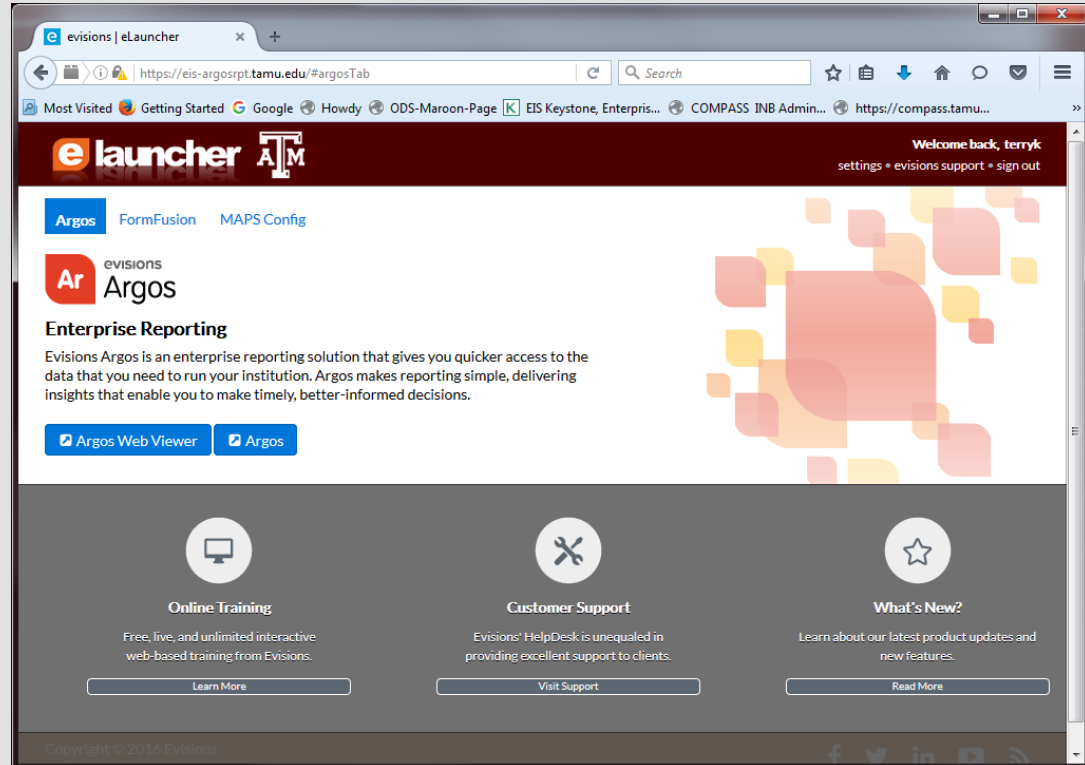 evisions | eLauncher
https://eis-argosrpt.tamu.edu/#argosTab
Search
Most Visited Getting Started Google Howdy ODS-Maroon-Page EIS Keystone, Enterpris... COMPASS INB Admin... https://compass.tamu... »
e launcher ATM
Welcome back, terryk
settings • evisions support • sign out
Argos FormFusion MAPS Config
Ar evisions
Argos
Enterprise Reporting
Evisions Argos is an enterprise reporting solution that gives you quicker access to the
data that you need to run your institution. Argos makes reporting simple, delivering
insights that enable you to make timely, better-informed decisions.
Argos Web Viewer Argos
Online Training Customer Support What's New?
Free, live, and unlimited interactive Evisions' HelpDesk is unequaled in Learn about our latest product updates and
web-based training from Evisions. providing excellent support to clients. new features.
Learn More Visit Support Read More
Copyright © 2016 Evisions